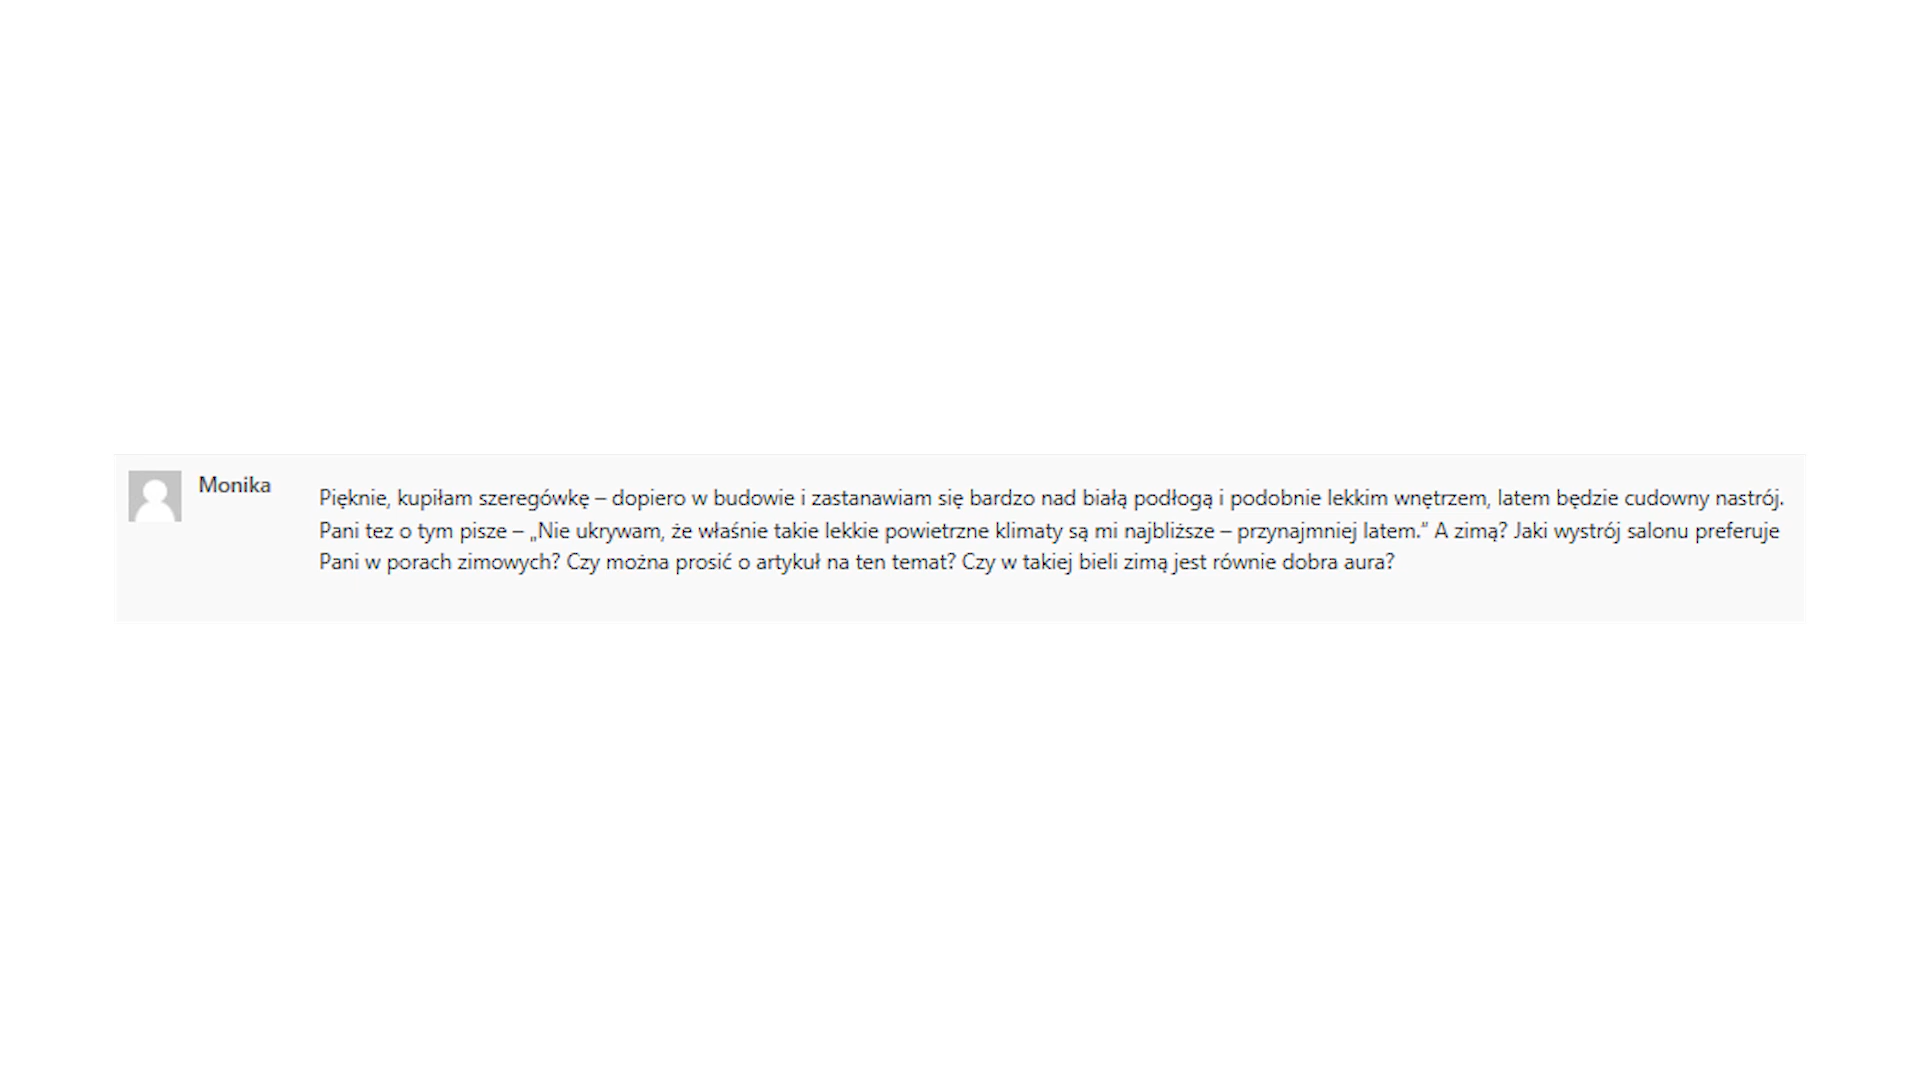 Monika
Pięknie, kupiłam szeregówkę – dopiero w budowie i zastanawiam się bardzo nad białą podłogą i podobnie lekkim wnętrzem, latem będzie cudowny nastrój.
Pani tez o tym pisze – „Nie ukrywam, że właśnie takie lekkie powietrzne klimaty są mi najbliższe – przynajmniej latem.” A zimą? Jaki wystrój salonu preferuje
Pani w porach zimowych? Czy można prosić o artykuł na ten temat? Czy w takiej bieli zimą jest równie dobra aura?